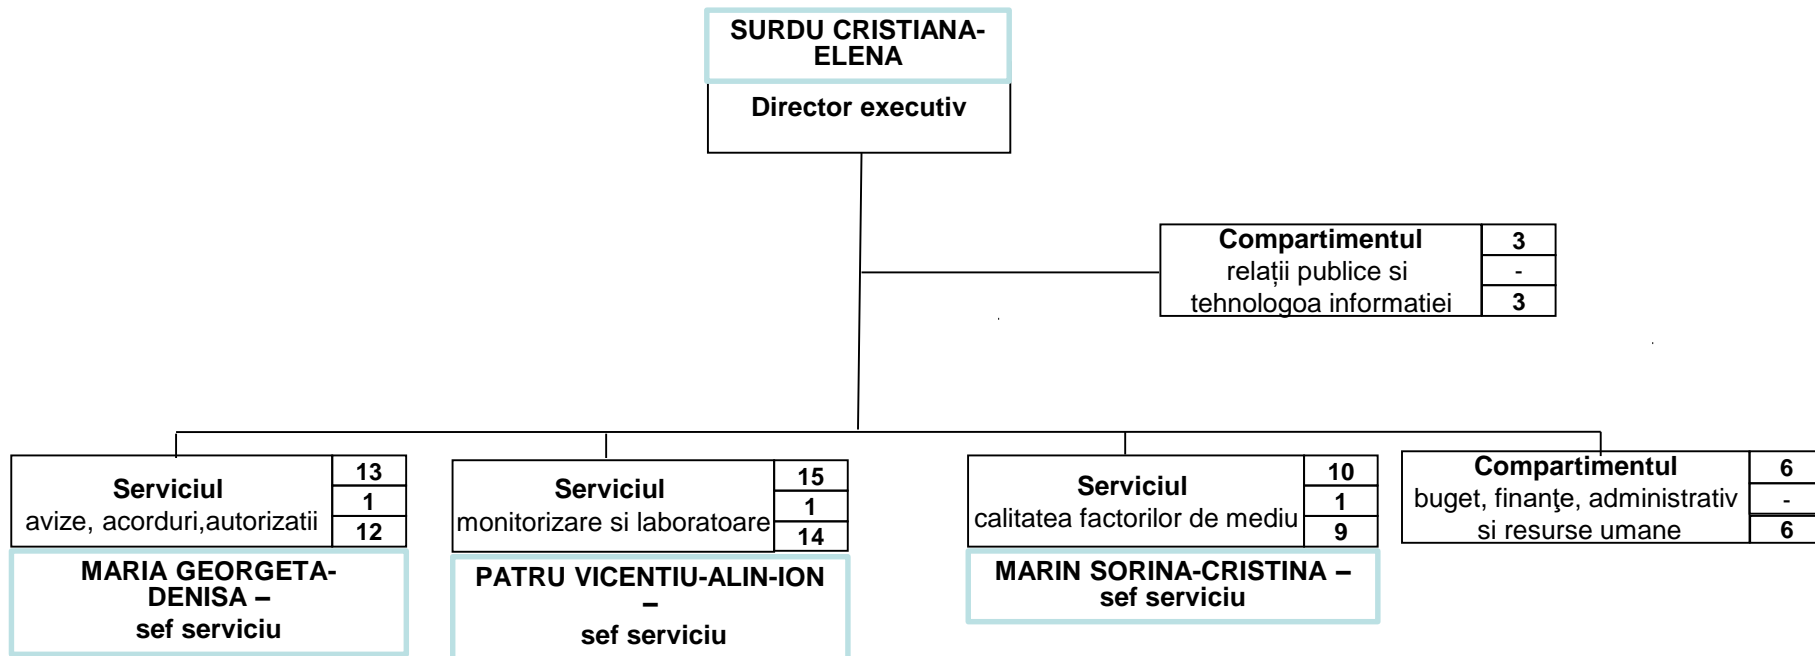 SURDU CRISTIANA-
ELENA
Director executiv
Compartimentul
relații publice si
tehnologoa informatiei
3
-
3
Serviciul
avize, acorduri,autorizatii
13
1
12
MARIA GEORGETA-
DENISA –
sef serviciu
Serviciul
monitorizare si laboratoare
15
1
14
PATRU VICENTIU-ALIN-ION
–
sef serviciu
Serviciul
calitatea factorilor de mediu
10
1
9
MARIN SORINA-CRISTINA –
sef serviciu
Compartimentul
buget, finanţe, administrativ
si resurse umane
6
-
6